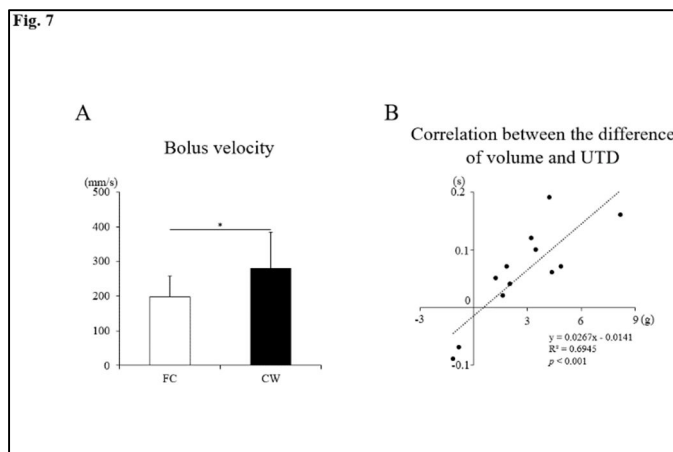 Fig. 7
A
Bolus velocity
(mm/s)
500
400
300
200
100
0
*
FC
CW
B
Correlation between the difference
of volume and UTD
(s)
0.2
0.1
0
-0.1
-3
3
6
9 (g)
y = 0.0267x - 0.0141
R² = 0.6945
p < 0.001